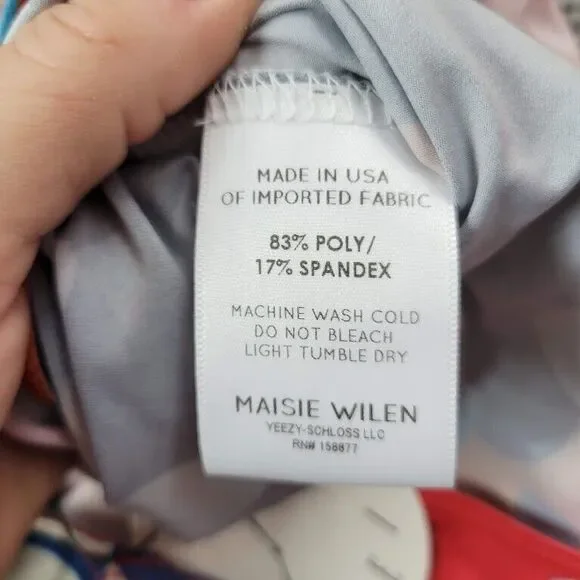 MADE IN USA
OF IMPORTED FABRIC
83% POLY/
17% SPANDEX
MACHINE WASH COLD
DO NOT BLEACH
LIGHT TUMBLE DRY
MAISIE WILEN
YEEZY-SCHLOSS LLC
RN# 158877